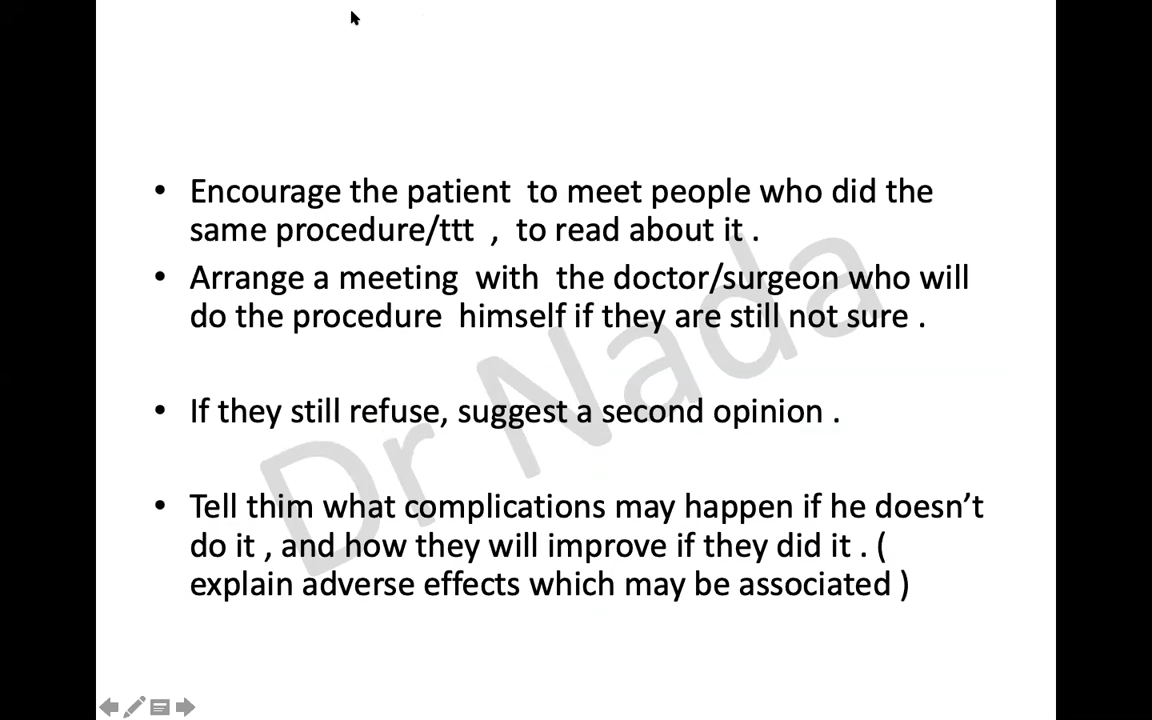 • Encourage the patient  to meet people who did the
same procedure/ttt  ,  to read about it .
• Arrange a meeting  with  the doctor/surgeon who will
do the procedure  himself if they are still not sure .
• If they still refuse, suggest a second opinion .
• Tell thim what complications may happen if he doesn’t
do it , and how they will improve if they did it . (
explain adverse effects which may be associated )
Dr Nada